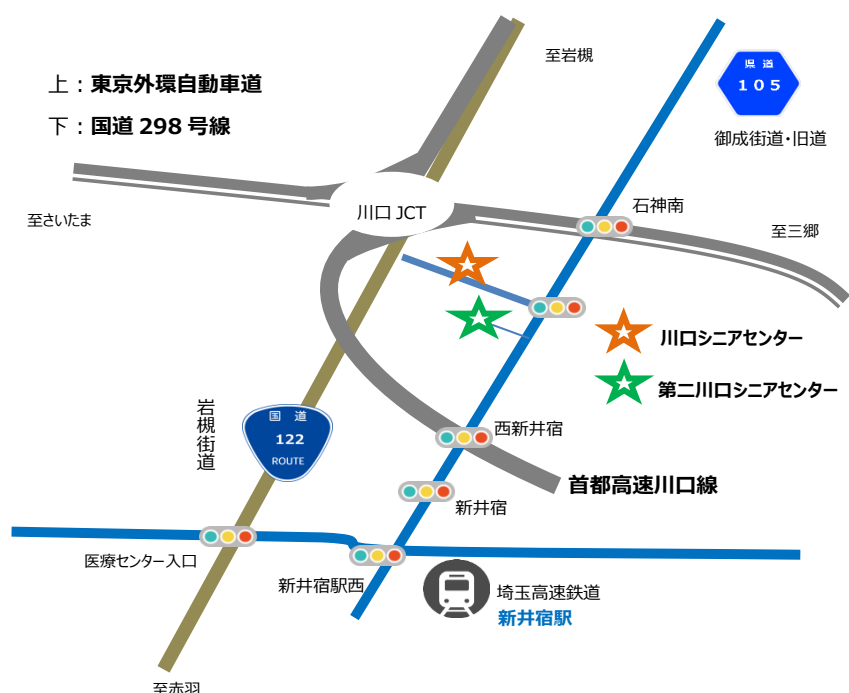 至岩槻
上：東京外環自動車道
下：国道 298 号線
県 道
１０５
御成街道・旧道
川口 JCT
石神南
至さいたま
至三郷
川口シニアセンター
第二川口シニアセンター
岩槻街道
国 道
122
ROUTE
西新井宿
首都高速川口線
新井宿
医療センター入口
新井宿駅西
埼玉高速鉄道
新井宿駅
至赤羽